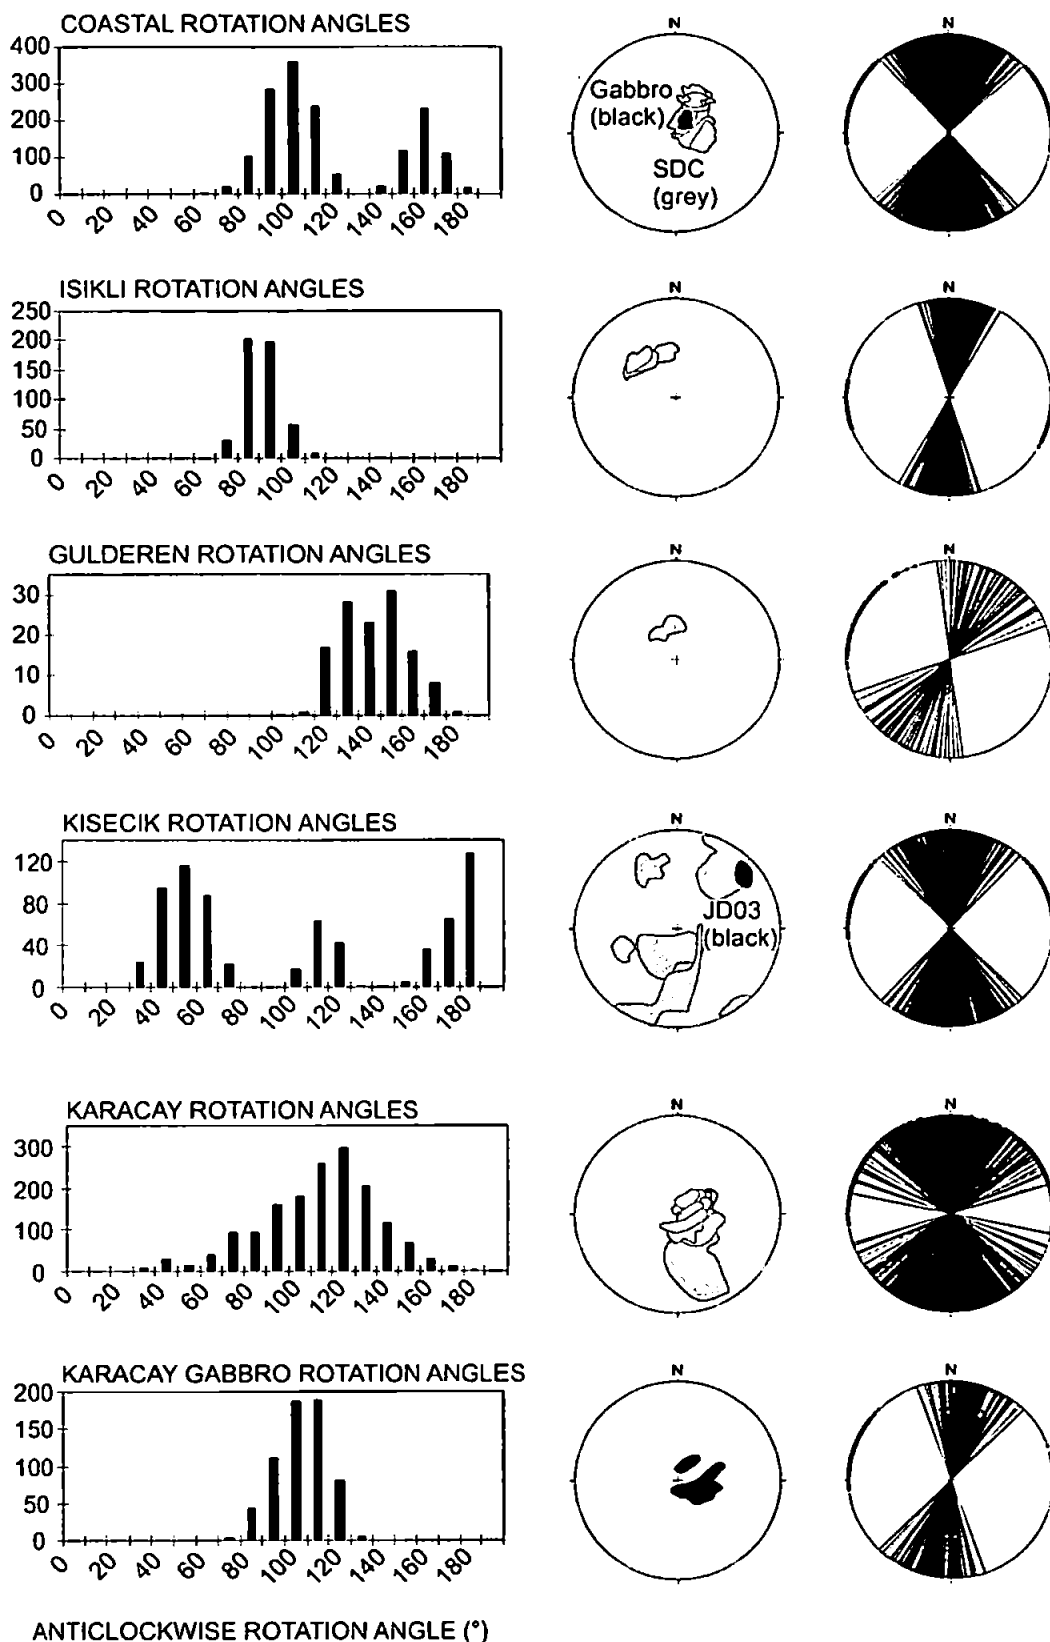 COASTAL ROTATION ANGLES
400
300
200
100
0
0 20 40 60 80 100 120 140 160 180
N
Gabbro
(black)
SDC
(grey)
N
ISIKLI ROTATION ANGLES
250
200
150
100
50
0
0 20 40 60 80 100 120 140 160 180
N
N
GULDEREN ROTATION ANGLES
30
20
10
0
0 20 40 60 80 100 120 140 160 180
N
N
KISECIK ROTATION ANGLES
120
80
40
0
0 20 40 60 80 100 120 140 160 180
N
JD03
(black)
N
KARACAY ROTATION ANGLES
300
200
100
0
0 20 40 60 80 100 120 140 160 180
N
N
KARACAY GABBRO ROTATION ANGLES
200
150
100
50
0
0 20 40 60 80 100 120 140 160 180
N
N
ANTICLOCKWISE ROTATION ANGLE (°)